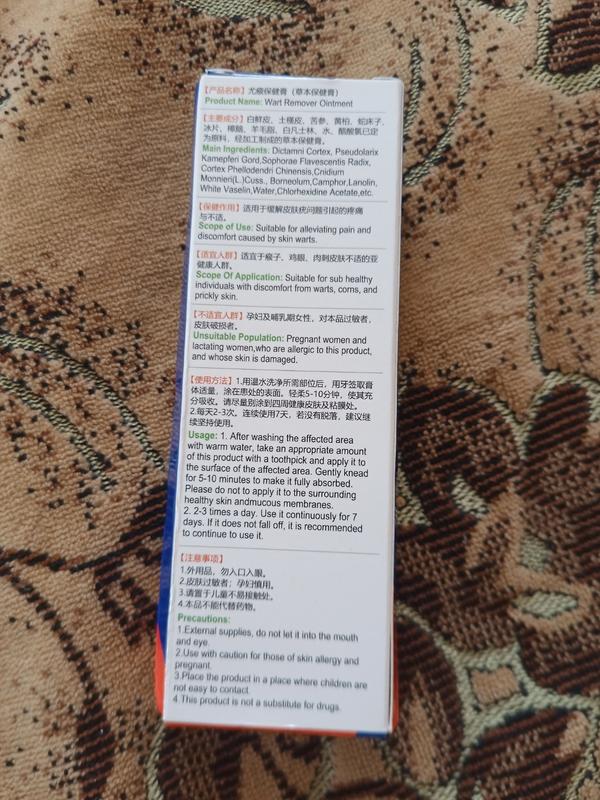 【产品名称】尤瘊保健膏（草本保健膏）
Product Name: Wart Remover Ointment
【主要成分】白鲜皮、土槿皮、苦参、黄柏、蛇床子、
冰片、樟脑、羊毛脂、白凡士林、水、醋酸氯已定
为原料，经加工制成的草本保健膏。
Main Ingredients: Dictamni Cortex, Pseudolarix
Kamepferi Gord,Sophorae Flavescentis Radix,
Cortex Phellodendri Chinensis,Cnidium
Monnieri(L.)Cuss., Borneolum,Camphor,Lanolin,
White Vaselin,Water,Chlorhexidine Acetate,etc.
【保健作用】适用于缓解皮肤疣问题引起的疼痛
与不适。
Scope of Use: Suitable for alleviating pain and
discomfort caused by skin warts.
【适宜人群】适宜于瘊子、鸡眼、肉刺皮肤不适的亚
健康人群。
Scope Of Application: Suitable for sub healthy
individuals with discomfort from warts, corns, and
prickly skin.
【不适宜人群】孕妇及哺乳期女性，对本品过敏者，
皮肤破损者。
Unsuitable Population: Pregnant women and
lactating women,who are allergic to this product,
and whose skin is damaged.
【使用方法】1.用温水洗净所需部位后，用牙签取膏
体适量，涂在患处的表面。轻柔5-10分钟，使其充
分吸收。请尽量别涂到四周健康皮肤及粘膜处。
2.每天2-3次，连续使用7天，若没有脱落，建议继
续坚持使用。
Usage: 1. After washing the affected area
with warm water, take an appropriate amount
of this product with a toothpick and apply it to
the surface of the affected area. Gently knead
for 5-10 minutes to make it fully absorbed.
Please do not to apply it to the surrounding
healthy skin andmucous membranes.
2. 2-3 times a day. Use it continuously for 7
days. If it does not fall off, it is recommended
to continue to use it.
【注意事项】
1.外用品，勿入口入眼。
2.皮肤过敏者；孕妇慎用。
3.请置于儿童不易接触处。
4.本品不能代替药物。
Precautions:
1.External supplies, do not let it into the mouth
and eye.
2.Use with caution for those of skin allergy and
pregnant.
3.Place the product in a place where children are
not easy to contact.
4.This product is not a substitute for drugs.